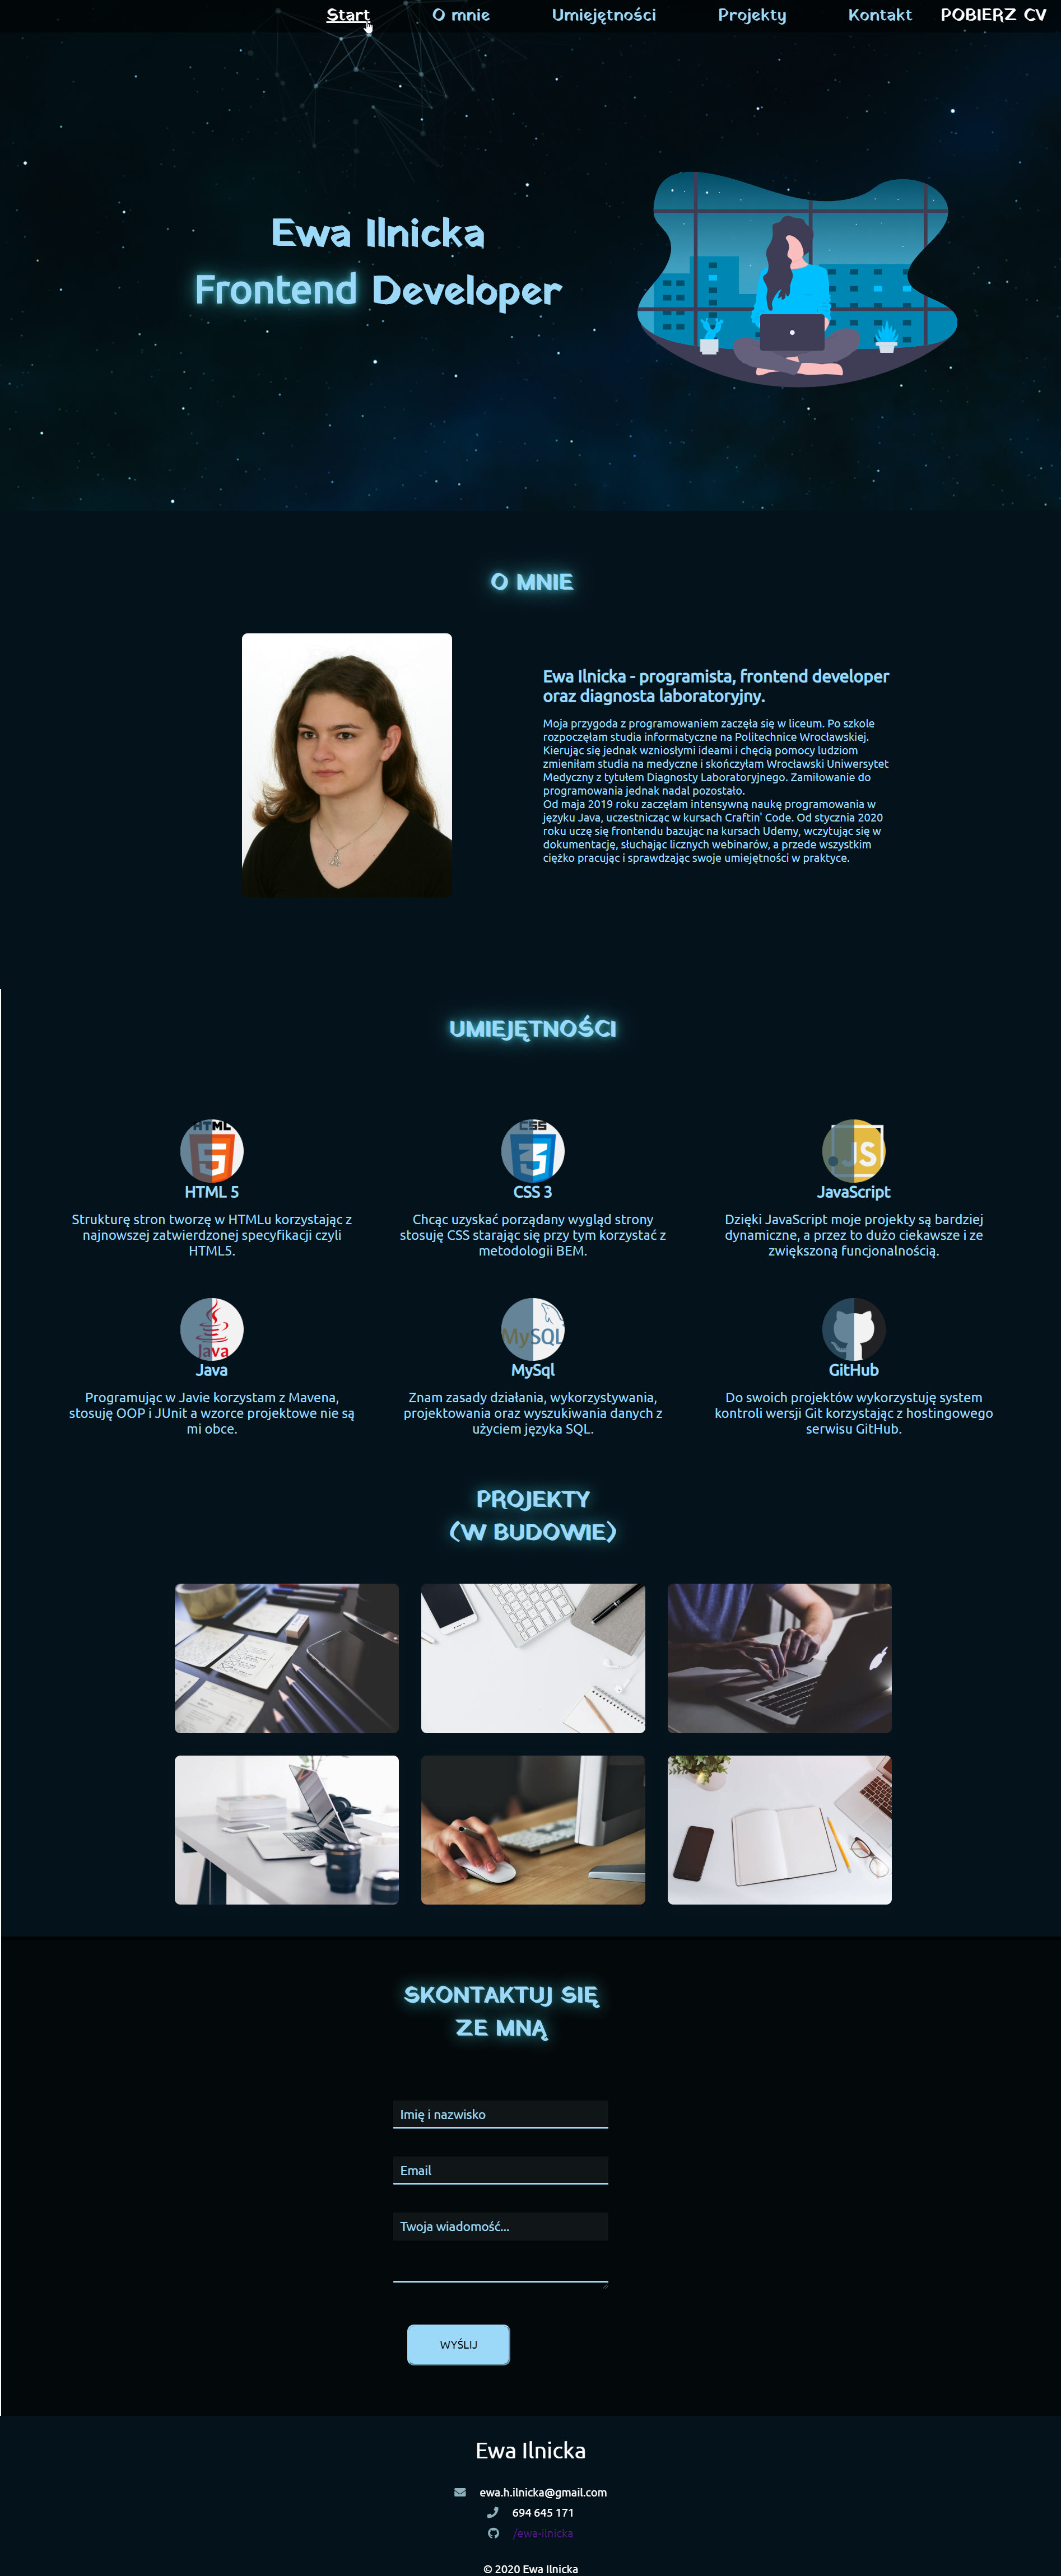 Start O mnie Umiejętności Projekty Kontakt POBIERZ CV
Ewa Ilnicka
Frontend Developer
O MNIE
Ewa Ilnicka - programista, frontend developer
oraz diagnosta laboratoryjny.
Moja przygoda z programowaniem zaczęła się w liceum. Po szkole
rozpoczęłam studia informatyczne na Politechnice Wrocławskiej.
Kierując się jednak wzniosłymi ideami i chęcią pomocy ludziom
zmieniłam studia na medyczne i skończyłam Wrocławski Uniwersytet
Medyczny z tytułem Diagnosty Laboratoryjnego. Zamiłowanie do
programowania jednak nadal pozostało.
Od maja 2019 roku zaczęłam intensywną naukę programowania w
języku Java, uczestnicząc w kursach Craftin' Code. Od stycznia 2020
roku uczę się frontendu bazując na kursach Udemy, wczytując się w
dokumentację, słuchając licznych webinarów, a przede wszystkim
ciężko pracując i sprawdzając swoje umiejętności w praktyce.
UMIEJĘTNOŚCI
HTML
HTML 5
Strukturę stron tworzę w HTMLu korzystając z
najnowszej zatwierdzonej specyfikacji czyli
HTML5.
CSS
CSS 3
Chcąc uzyskać porządany wygląd strony
stosuję CSS starając się przy tym korzystać z
metodologii BEM.
JS
JavaScript
Dzięki JavaScript moje projekty są bardziej
dynamiczne, a przez to dużo ciekawsze i ze
zwiększoną funcjonalnością.
Java
Java
Programując w Javie korzystam z Mavena,
stosuję OOP i JUnit a wzorce projektowe nie są
mi obce.
MySQL
MySql
Znam zasady działania, wykorzystywania,
projektowania oraz wyszukiwania danych z
użyciem języka SQL.
GitHub
Do swoich projektów wykorzystuję system
kontroli wersji Git korzystając z hostingowego
serwisu GitHub.
PROJEKTY
(W BUDOWIE)
SKONTAKTUJ SIĘ
ZE MNĄ
Imię i nazwisko
Email
Twoja wiadomość...
WYŚLIJ
Ewa Ilnicka
ewa.h.ilnicka@gmail.com
694 645 171
/ewa-ilnicka
© 2020 Ewa Ilnicka